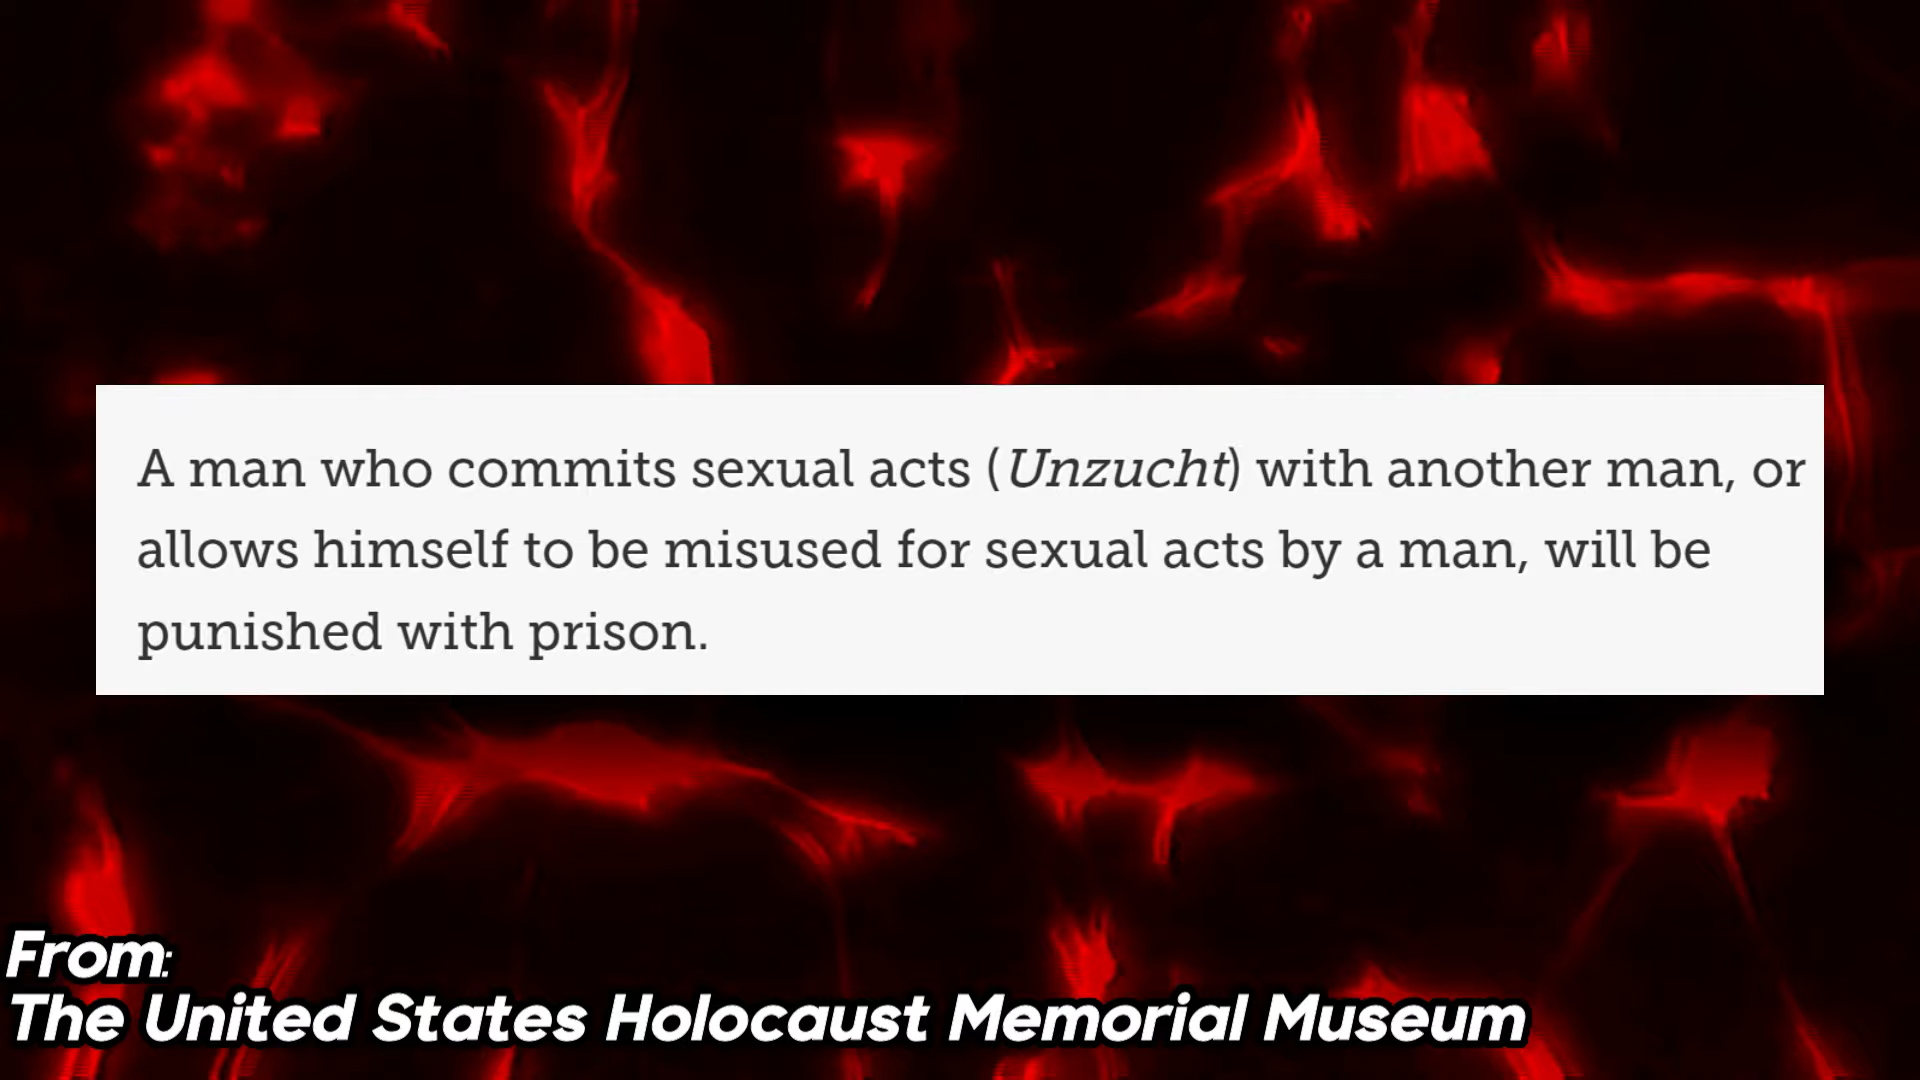 A man who commits sexual acts (Unzucht) with another man, or
allows himself to be misused for sexual acts by a man, will be
punished with prison.
From:
The United States Holocaust Memorial Museum